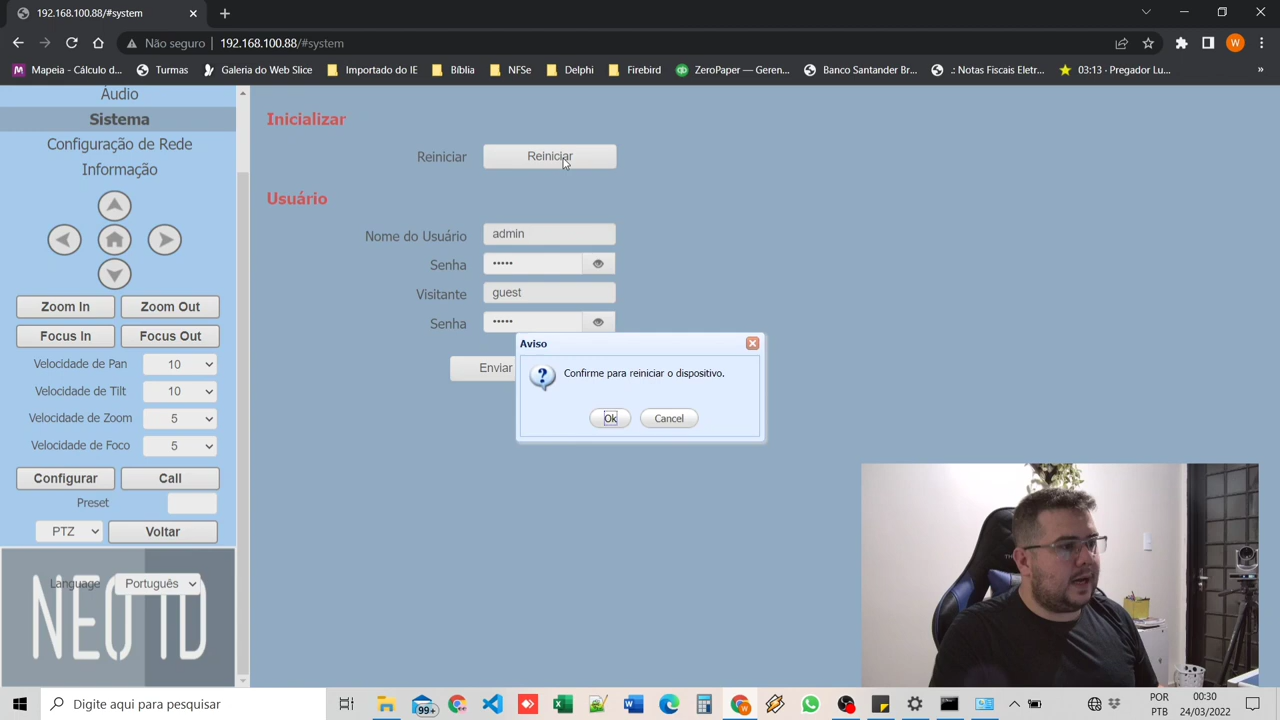 192.168.100.88/#system
Não seguro
192.168.100.88/#system
W
Mapeia - Cálculo d...
Turmas
Galeria do Web Slice
Importado do IE
Bíblia
NFSe
Delphi
Firebird
ZeroPaper — Geren...
Banco Santander Br...
.: Notas Fiscais Eletr...
03:13 - Pregador Lu...
»
Áudio
Sistema
Configuração de Rede
Informação
Zoom In
Zoom Out
Focus In
Focus Out
Velocidade de Pan
10
Velocidade de Tilt
10
Velocidade de Zoom
5
Velocidade de Foco
5
Configurar
Call
Preset
PTZ
Voltar
Language
Português
NEO ID
Inicializar
Reiniciar
Reiniciar
Usuário
Nome do Usuário
admin
Senha
•••••
Visitante
guest
Senha
•••••
Enviar
Aviso
Confirme para reiniciar o dispositivo.
Ok
Cancel
Digite aqui para pesquisar
99+
POR
PTB
00:30
24/03/2022